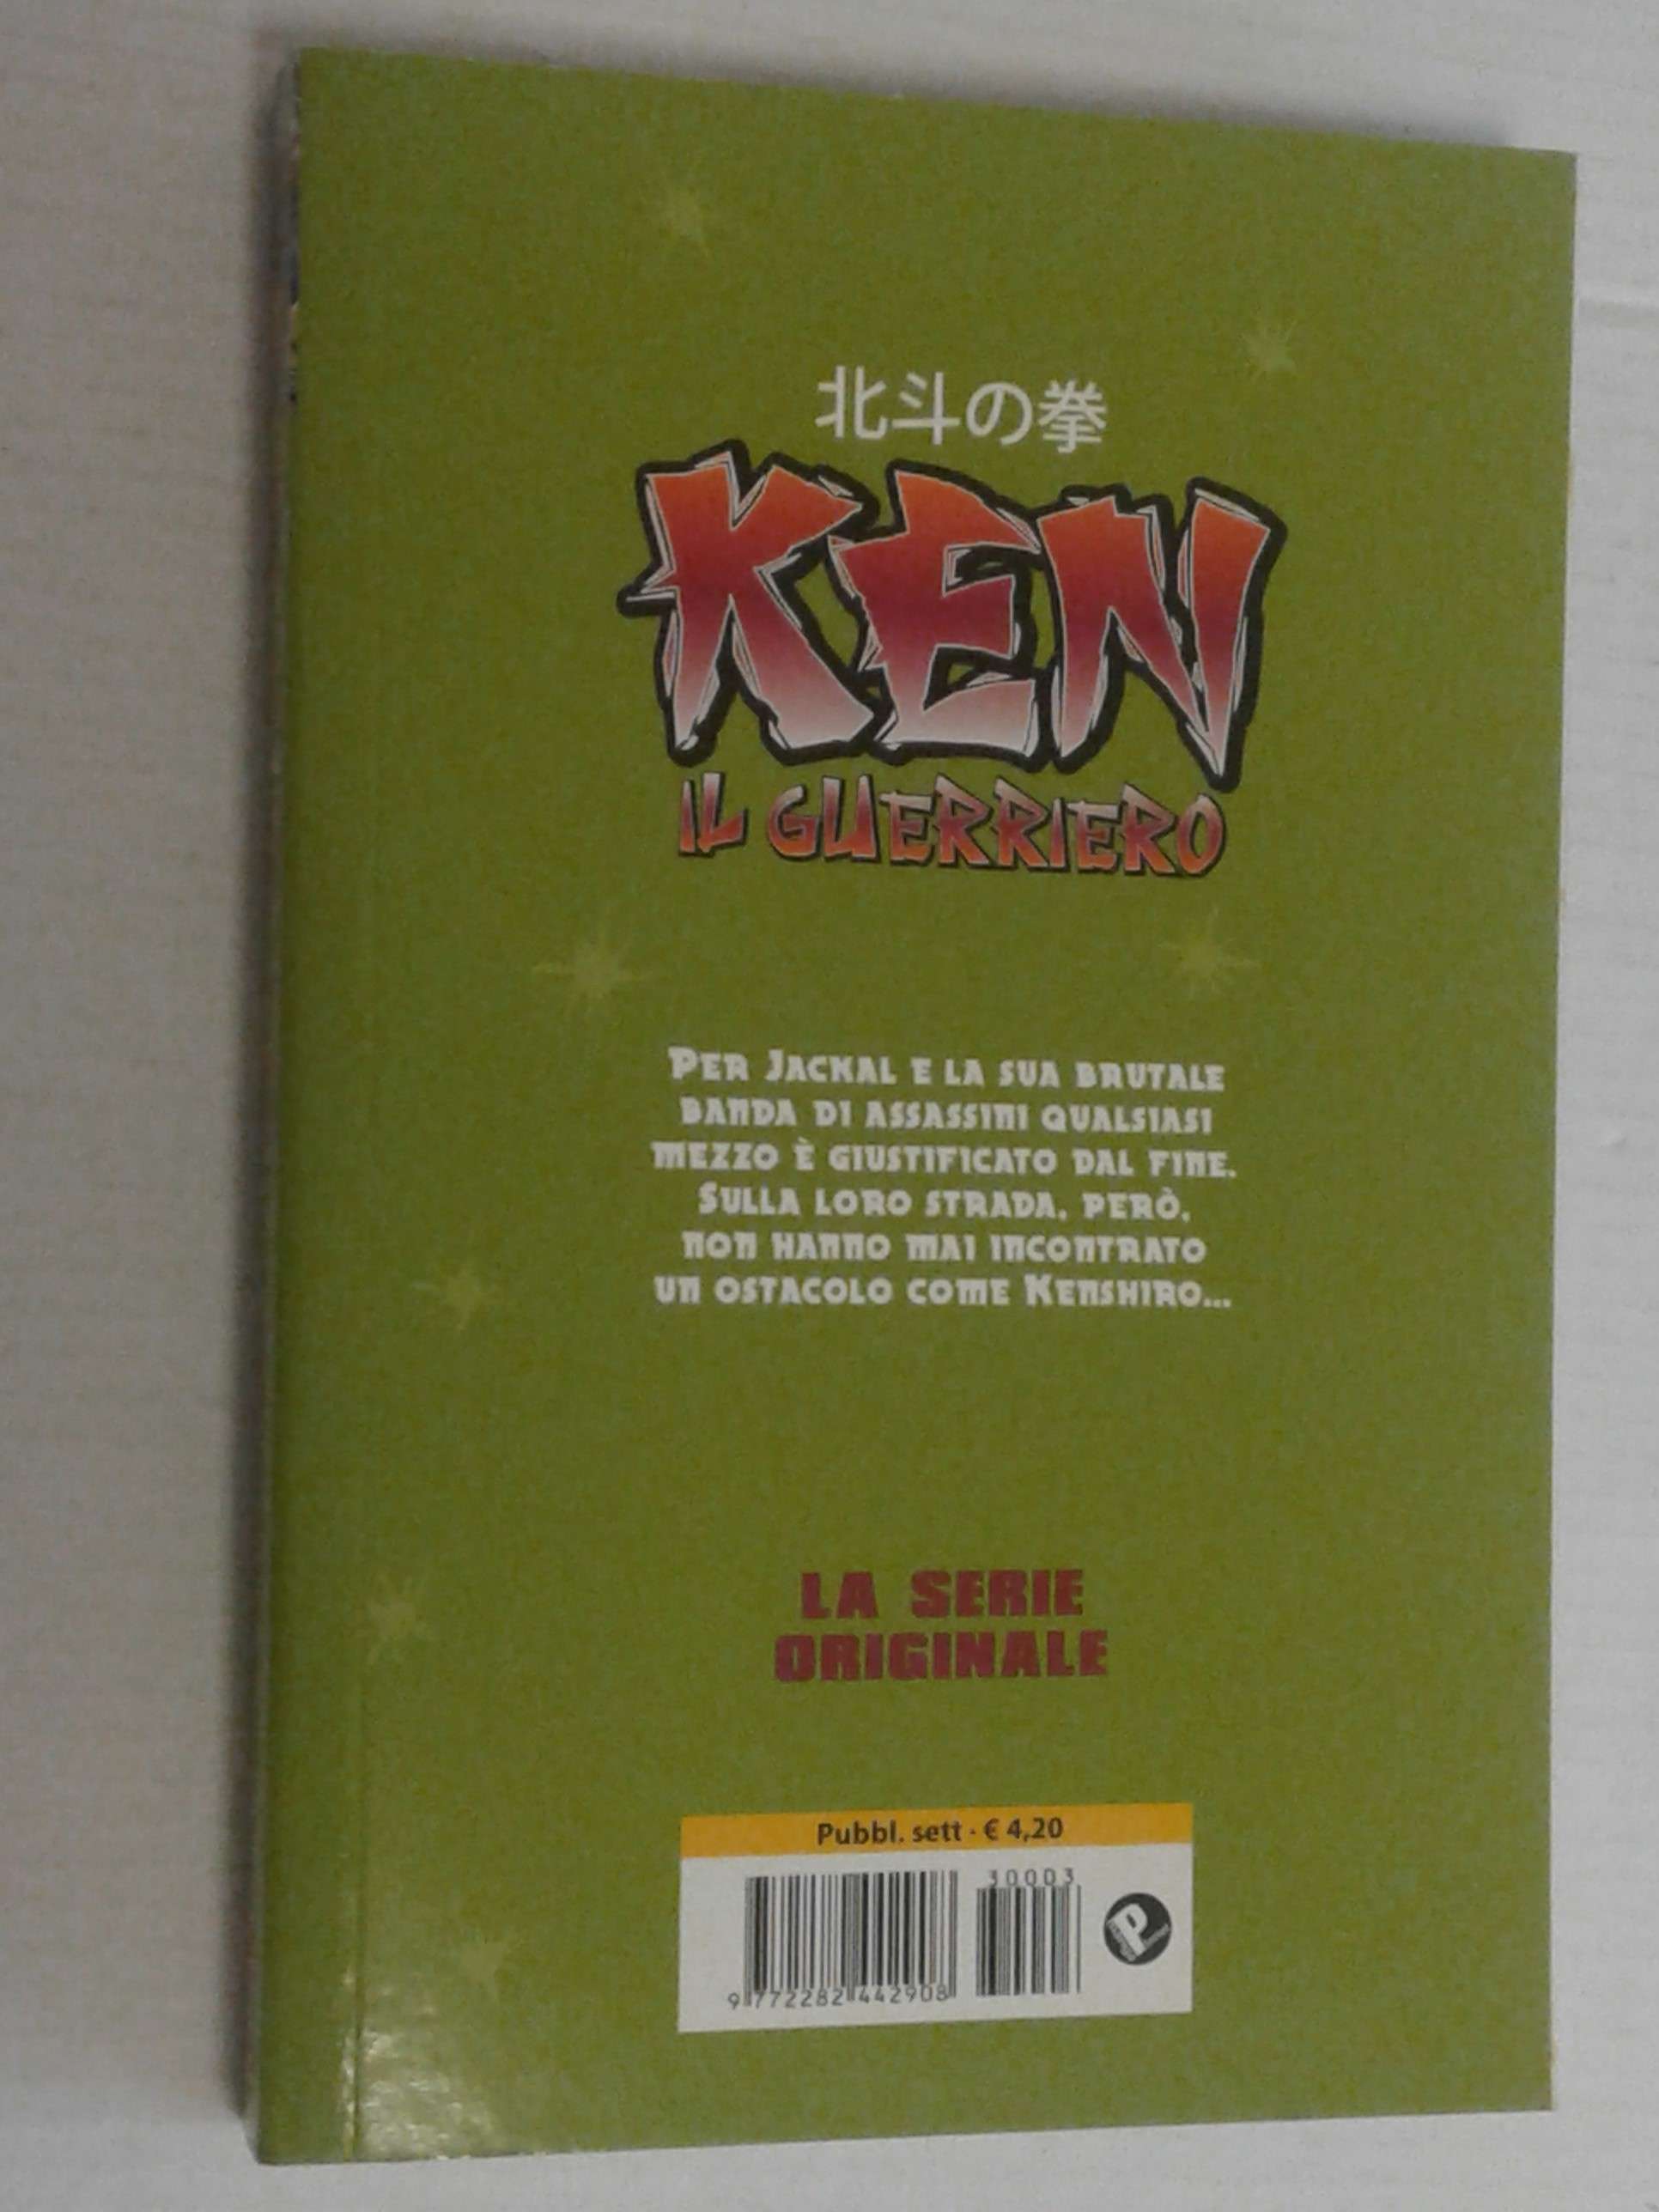 北斗の拳
KEN
IL GUERRIERO
PER JACKAL E LA SUA BRUTALE
BANDA DI ASSASSINI QUALSIASI
MEZZO È GIUSTIFICATO DAL FINE.
SULLA LORO STRADA, PERÒ,
NON HANNO MAI INCONTRATO
UN OSTACOLO COME KENSHIRO...
LA SERIE
ORIGINALE
Pubbl. sett · € 4,20
30003
9 772282 442908
P